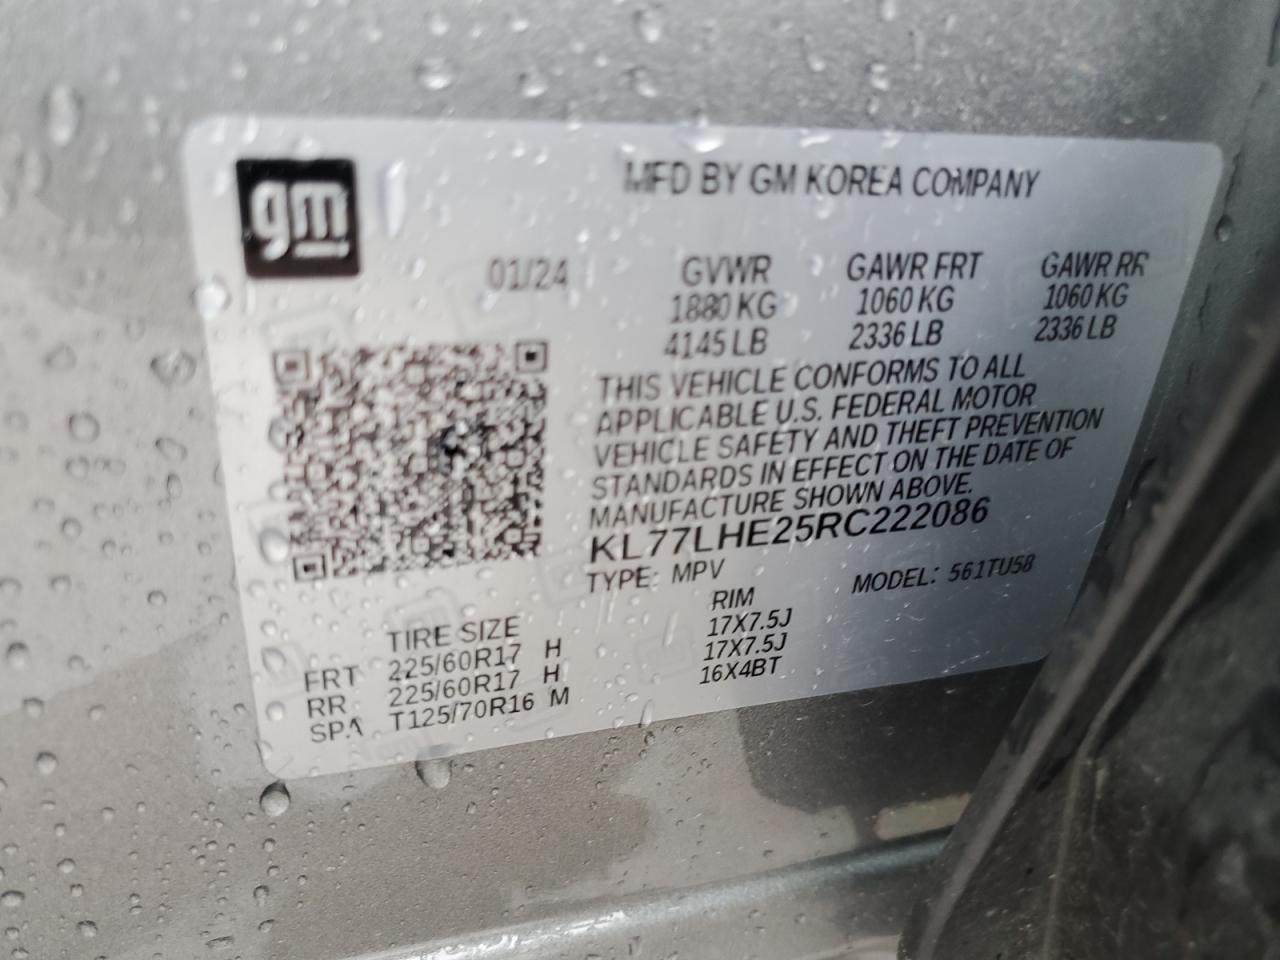 gm
MFD BY GM KOREA COMPANY
01/24 GVWR GAWR FRT GAWR RR
1880 KG 1060 KG 1060 KG
4145 LB 2336 LB 2336 LB
THIS VEHICLE CONFORMS TO ALL
APPLICABLE U.S. FEDERAL MOTOR
VEHICLE SAFETY AND THEFT PREVENTION
STANDARDS IN EFFECT ON THE DATE OF
MANUFACTURE SHOWN ABOVE.
KL77LHE25RC222086
TYPE: MPV MODEL: 561TU58
TIRE SIZE RIM
FRT 225/60R17 H 17X7.5J
RR 225/60R17 H 17X7.5J
SPA T125/70R16 M 16X4BT